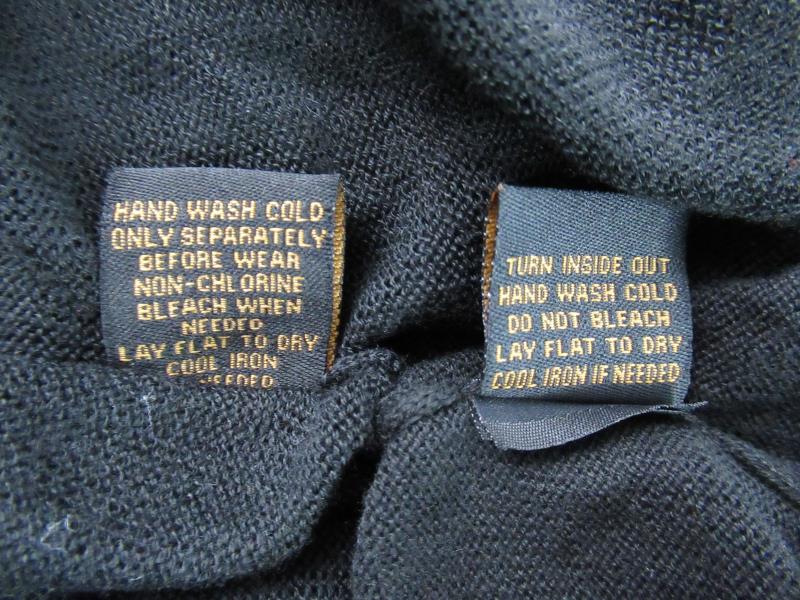 HAND WASH COLD
ONLY SEPARATELY
BEFORE WEAR
NON-CHLORINE
BLEACH WHEN
NEEDED
LAY FLAT TO DRY
COOL IRON
NEEDED
TURN INSIDE OUT
HAND WASH COLD
DO NOT BLEACH
LAY FLAT TO DRY
COOL IRON IF NEEDED